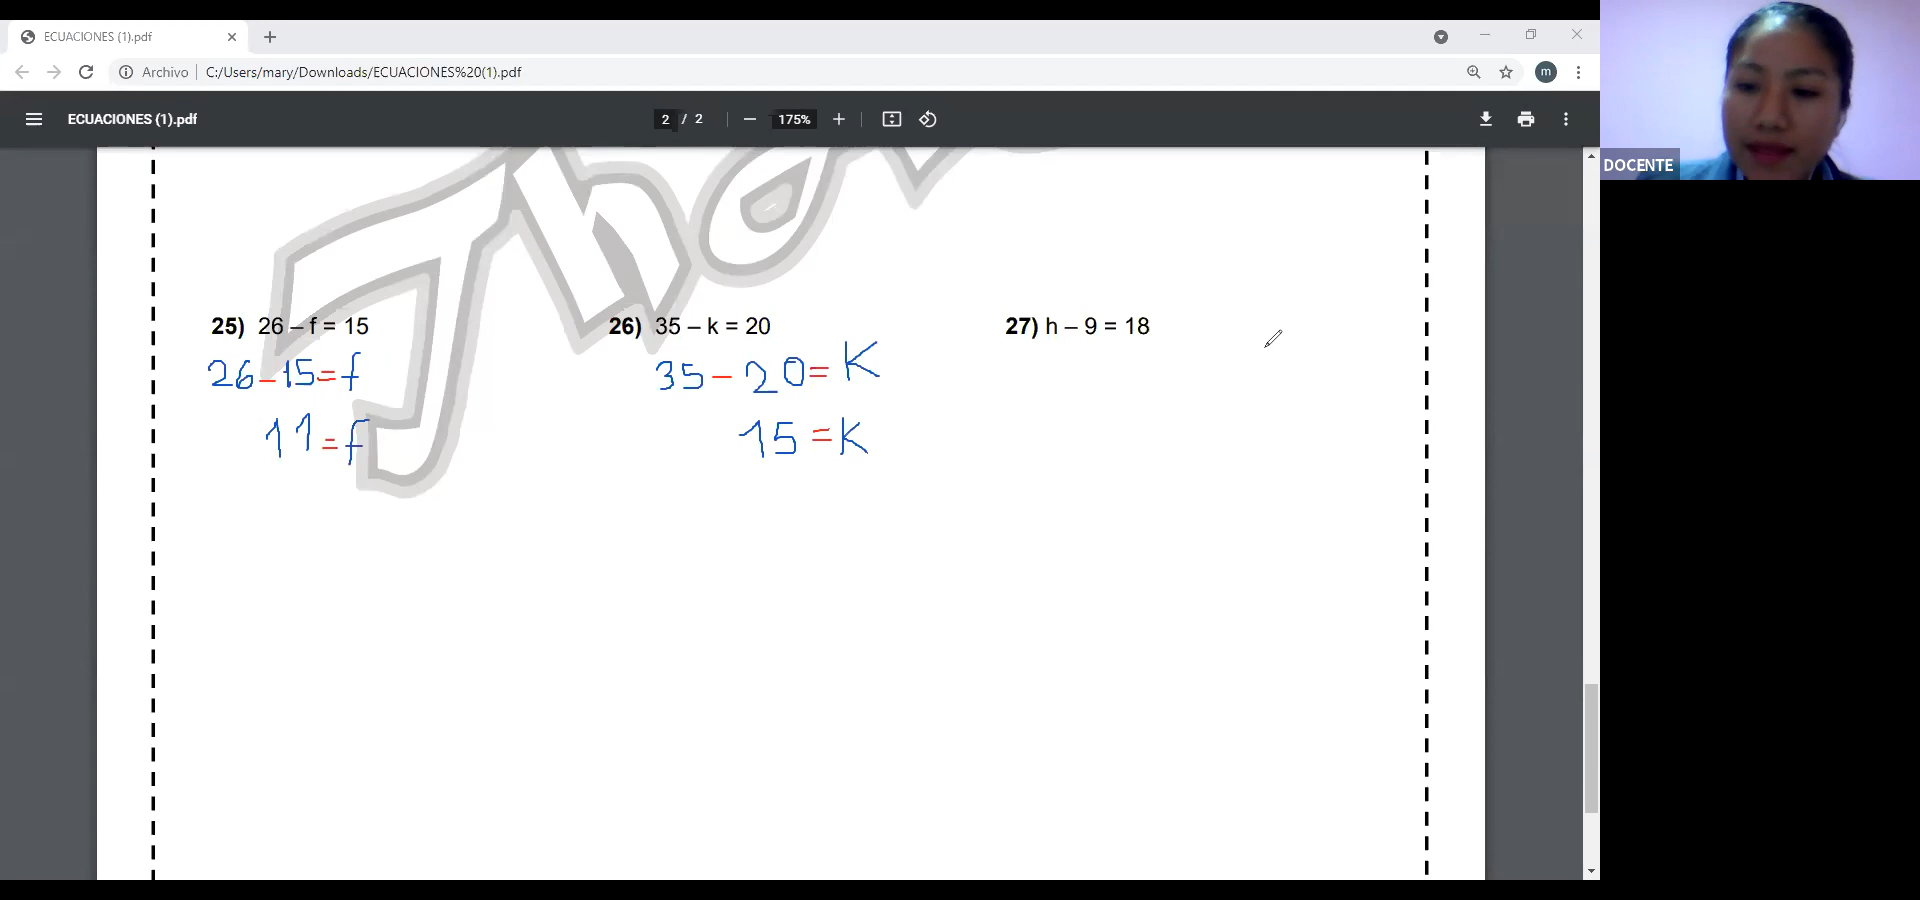 ECUACIONES (1).pdf
Archivo C:/Users/mary/Downloads/ECUACIONES%20(1).pdf
m
ECUACIONES (1).pdf
2 / 2
175%
DOCENTE
25) 26 – f = 15
26 – 15 = f
11 = f
26) 35 – k = 20
35 – 20 = K
15 = K
27) h – 9 = 18